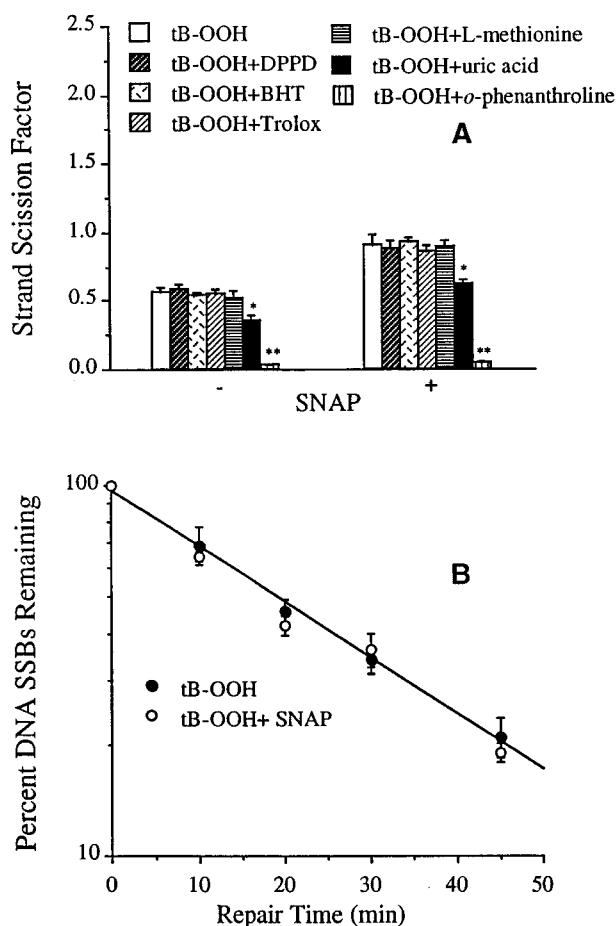 2.5
2.0
1.5
1.0
0.5
0.0
Strand Scission Factor
tB-OOH
tB-OOH+DPPD
tB-OOH+BHT
tB-OOH+Trolox
tB-OOH+L-methionine
tB-OOH+uric acid
tB-OOH+o-phenanthroline
A
*
**
*
**
- +
SNAP
100
10
Percent DNA SSBs Remaining
B
tB-OOH
tB-OOH+ SNAP
0 10 20 30 40 50
Repair Time (min)